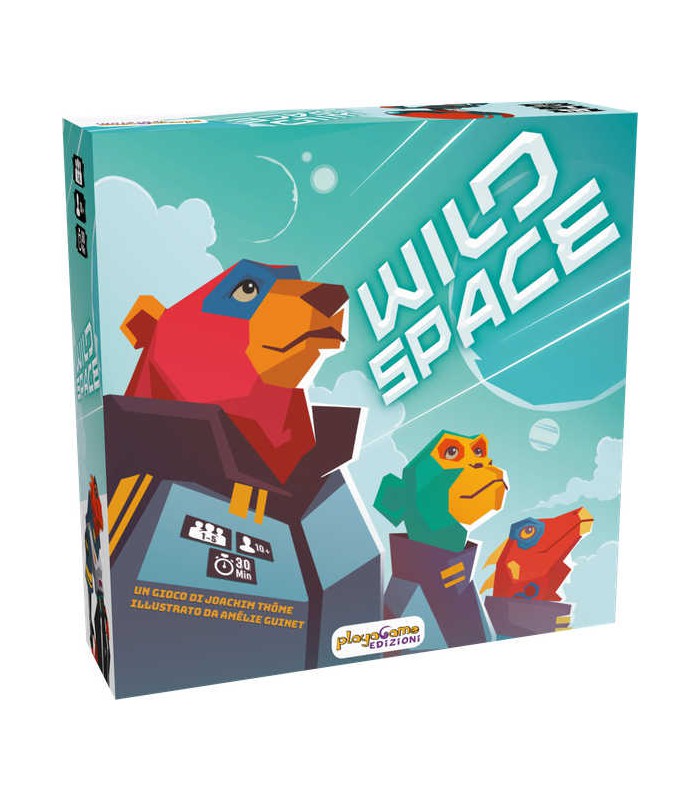 WILD
SPACE
WILD
SPACE
1-5
10+
30
Min
UN GIOCO DI JOACHIM THÔME
ILLUSTRATO DA AMÉLIE GUINET
playaGame
EDIZIONI